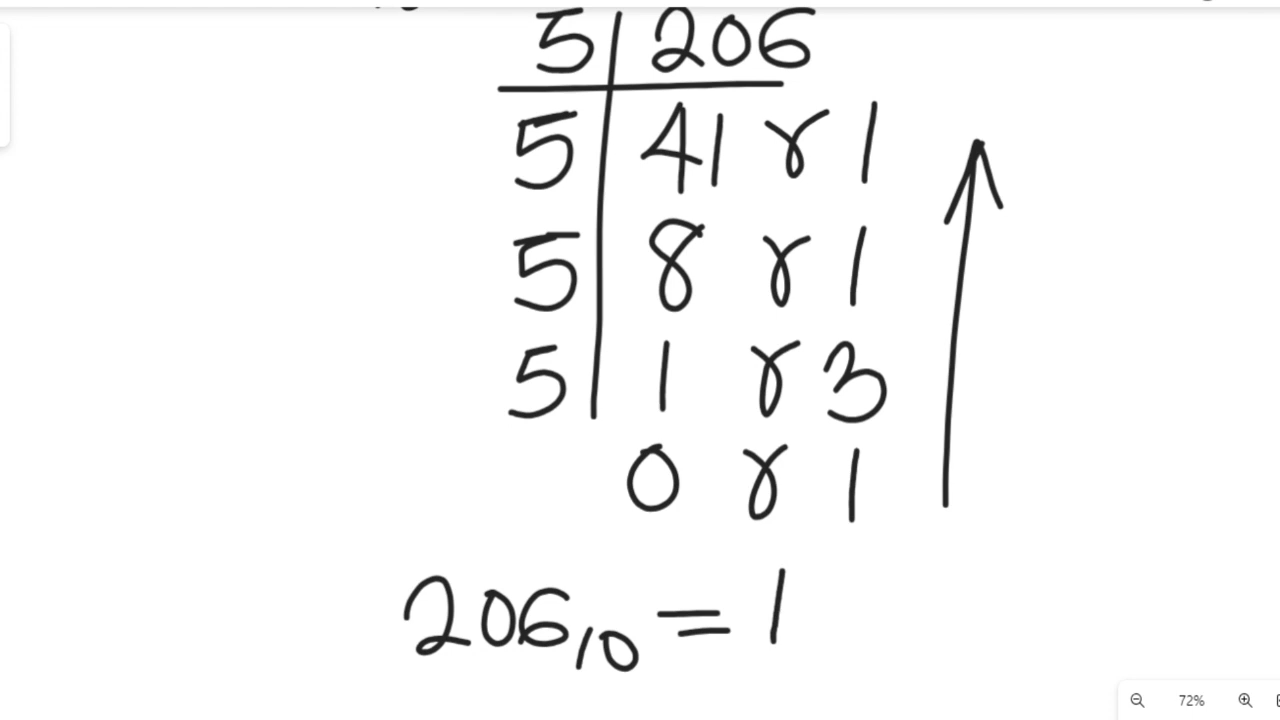 5 206
5 41 r 1
5 8 r 1
5 1 r 3
0 r 1
206₁₀ = 1
72%